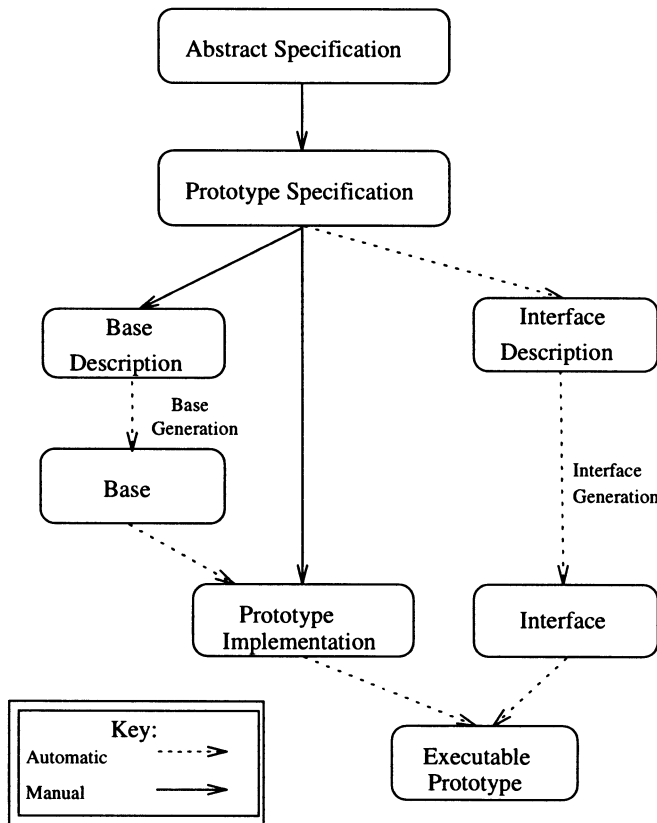 Abstract Specification
Prototype Specification
Base
Description
Interface
Description
Base
Generation
Base
Interface
Generation
Prototype
Implementation
Interface
Key:
Automatic
Manual
Executable
Prototype